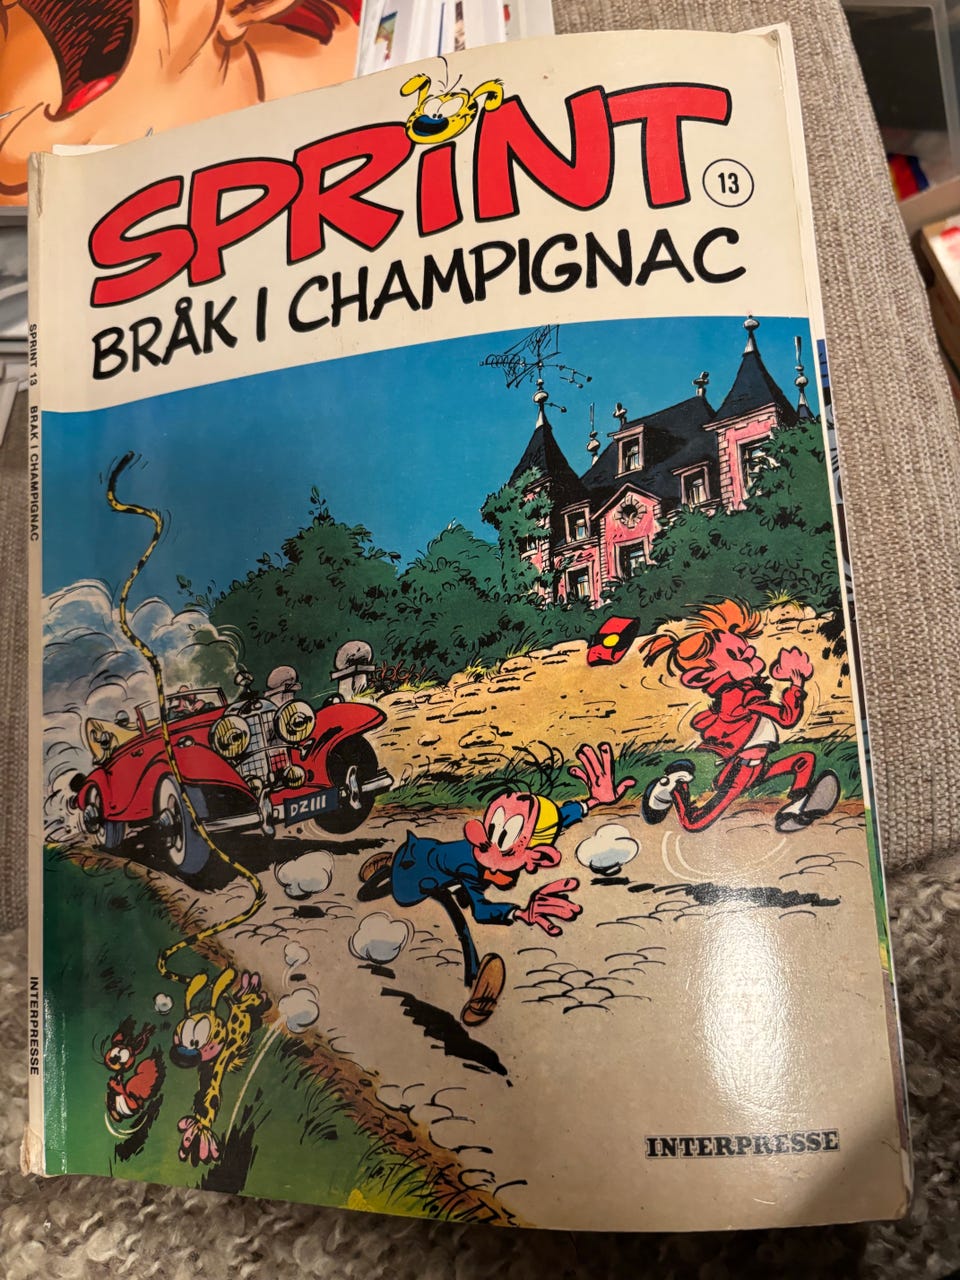 SPRINT
13
BRÅK I CHAMPIGNAC
SPRINT 13 BRÅK I CHAMPIGNAC INTERPRESSE
DZ111
INTERPRESSE